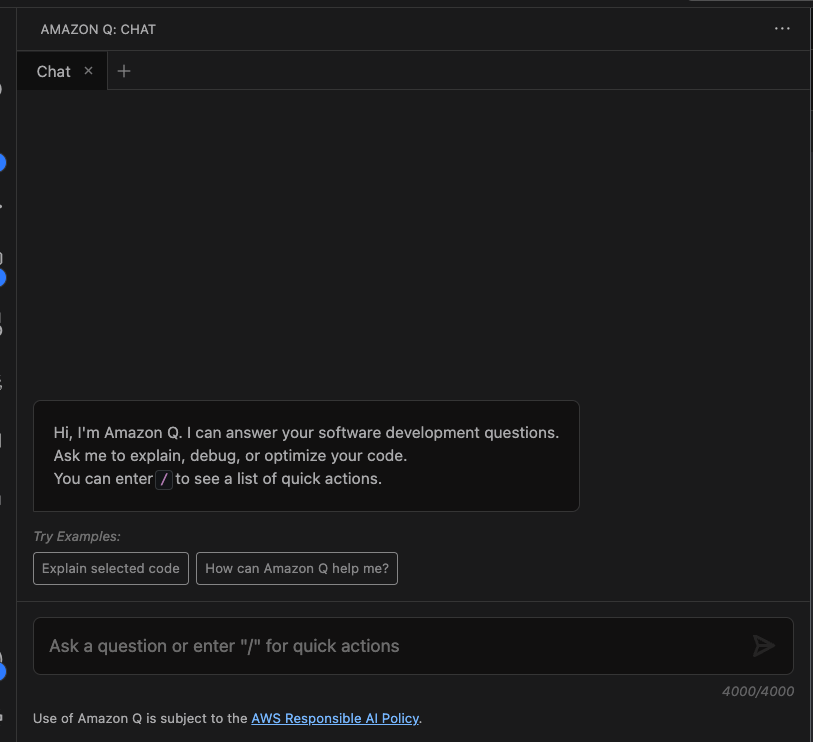 AMAZON Q: CHAT
Chat
Hi, I'm Amazon Q. I can answer your software development questions.
Ask me to explain, debug, or optimize your code.
You can enter / to see a list of quick actions.
Try Examples:
Explain selected code
How can Amazon Q help me?
Ask a question or enter "/" for quick actions
4000/4000
Use of Amazon Q is subject to the AWS Responsible AI Policy.